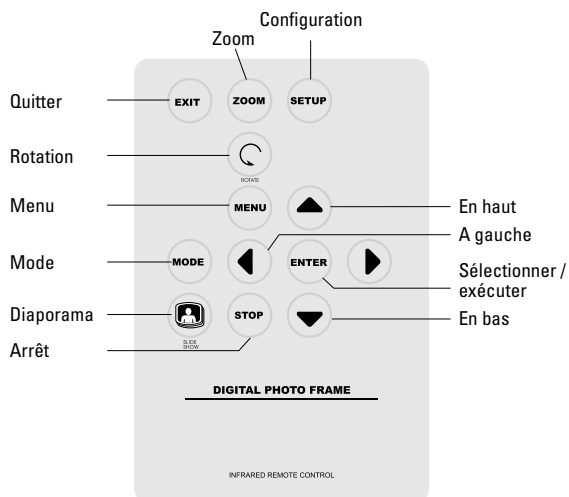 Configuration
Zoom
Quitter
EXIT
ZOOM
SETUP
Rotation
ROTATE
Menu
MENU
En haut
A gauche
Mode
MODE
ENTER
Sélectionner /
exécuter
Diaporama
SLIDE
SHOW
STOP
En bas
Arrêt
DIGITAL PHOTO FRAME
INFRARED REMOTE CONTROL